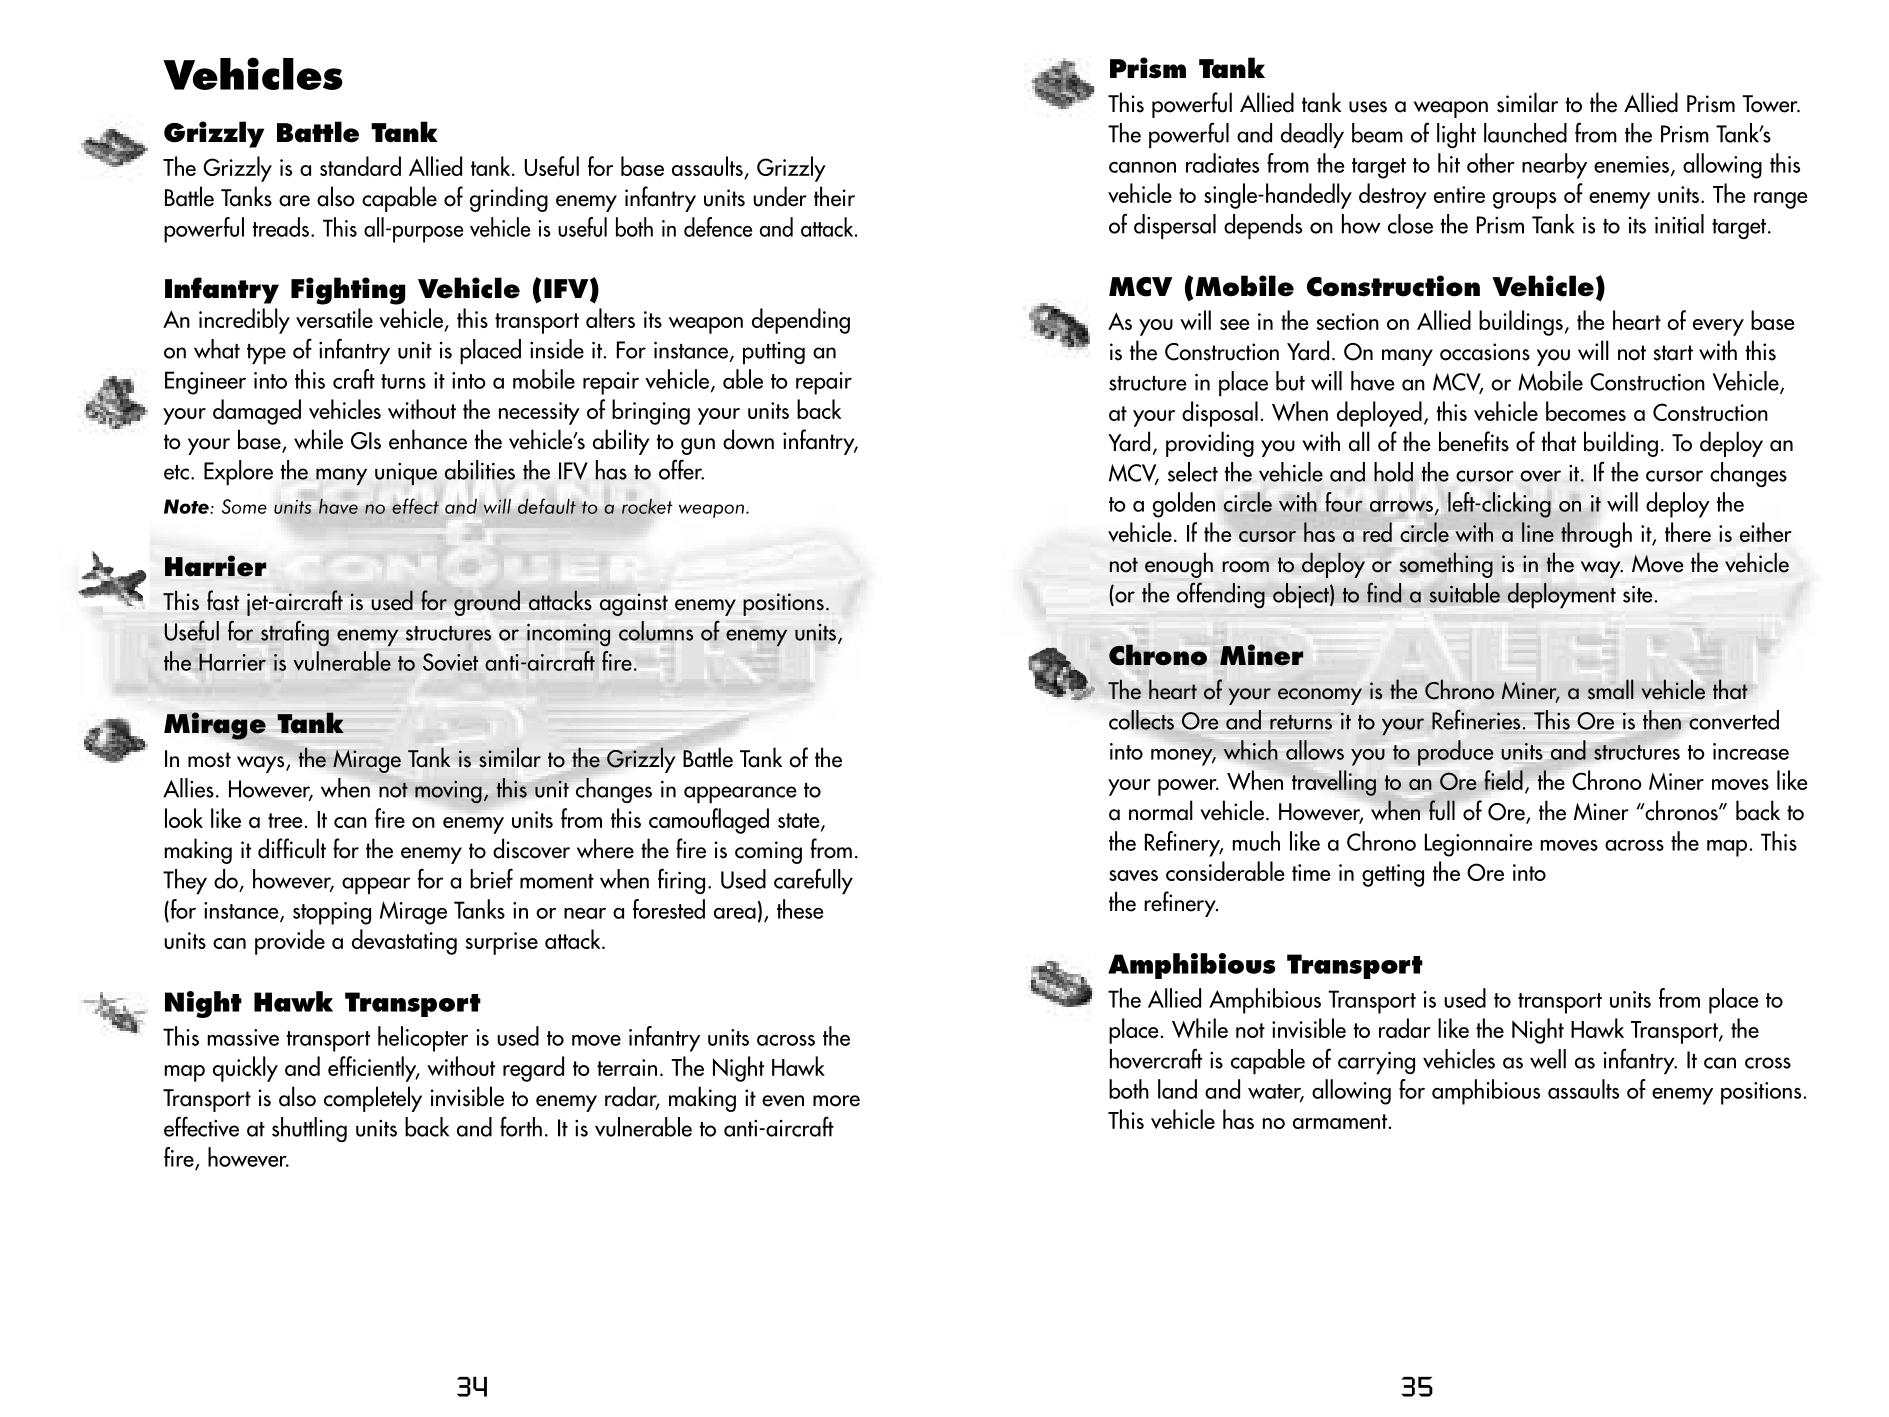 Vehicles
Grizzly Battle Tank
The Grizzly is a standard Allied tank. Useful for base assaults, Grizzly
Battle Tanks are also capable of grinding enemy infantry units under their
powerful treads. This all-purpose vehicle is useful both in defence and attack.
Infantry Fighting Vehicle (IFV)
An incredibly versatile vehicle, this transport alters its weapon depending
on what type of infantry unit is placed inside it. For instance, putting an
Engineer into this craft turns it into a mobile repair vehicle, able to repair
your damaged vehicles without the necessity of bringing your units back
to your base, while GIs enhance the vehicle’s ability to gun down infantry,
etc. Explore the many unique abilities the IFV has to offer.
Note: Some units have no effect and will default to a rocket weapon.
Harrier
This fast jet-aircraft is used for ground attacks against enemy positions.
Useful for strafing enemy structures or incoming columns of enemy units,
the Harrier is vulnerable to Soviet anti-aircraft fire.
Mirage Tank
In most ways, the Mirage Tank is similar to the Grizzly Battle Tank of the
Allies. However, when not moving, this unit changes in appearance to
look like a tree. It can fire on enemy units from this camouflaged state,
making it difficult for the enemy to discover where the fire is coming from.
They do, however, appear for a brief moment when firing. Used carefully
(for instance, stopping Mirage Tanks in or near a forested area), these
units can provide a devastating surprise attack.
Night Hawk Transport
This massive transport helicopter is used to move infantry units across the
map quickly and efficiently, without regard to terrain. The Night Hawk
Transport is also completely invisible to enemy radar, making it even more
effective at shuttling units back and forth. It is vulnerable to anti-aircraft
fire, however.
COMMAND
&
CONQUER
RED ALERT
2
34
Prism Tank
This powerful Allied tank uses a weapon similar to the Allied Prism Tower.
The powerful and deadly beam of light launched from the Prism Tank’s
cannon radiates from the target to hit other nearby enemies, allowing this
vehicle to single-handedly destroy entire groups of enemy units. The range
of dispersal depends on how close the Prism Tank is to its initial target.
MCV (Mobile Construction Vehicle)
As you will see in the section on Allied buildings, the heart of every base
is the Construction Yard. On many occasions you will not start with this
structure in place but will have an MCV, or Mobile Construction Vehicle,
at your disposal. When deployed, this vehicle becomes a Construction
Yard, providing you with all of the benefits of that building. To deploy an
MCV, select the vehicle and hold the cursor over it. If the cursor changes
to a golden circle with four arrows, left-clicking on it will deploy the
vehicle. If the cursor has a red circle with a line through it, there is either
not enough room to deploy or something is in the way. Move the vehicle
(or the offending object) to find a suitable deployment site.
Chrono Miner
The heart of your economy is the Chrono Miner, a small vehicle that
collects Ore and returns it to your Refineries. This Ore is then converted
into money, which allows you to produce units and structures to increase
your power. When travelling to an Ore field, the Chrono Miner moves like
a normal vehicle. However, when full of Ore, the Miner “chronos” back to
the Refinery, much like a Chrono Legionnaire moves across the map. This
saves considerable time in getting the Ore into
the refinery.
Amphibious Transport
The Allied Amphibious Transport is used to transport units from place to
place. While not invisible to radar like the Night Hawk Transport, the
hovercraft is capable of carrying vehicles as well as infantry. It can cross
both land and water, allowing for amphibious assaults of enemy positions.
This vehicle has no armament.
COMMAND
&
CONQUER
RED ALERT
2
35